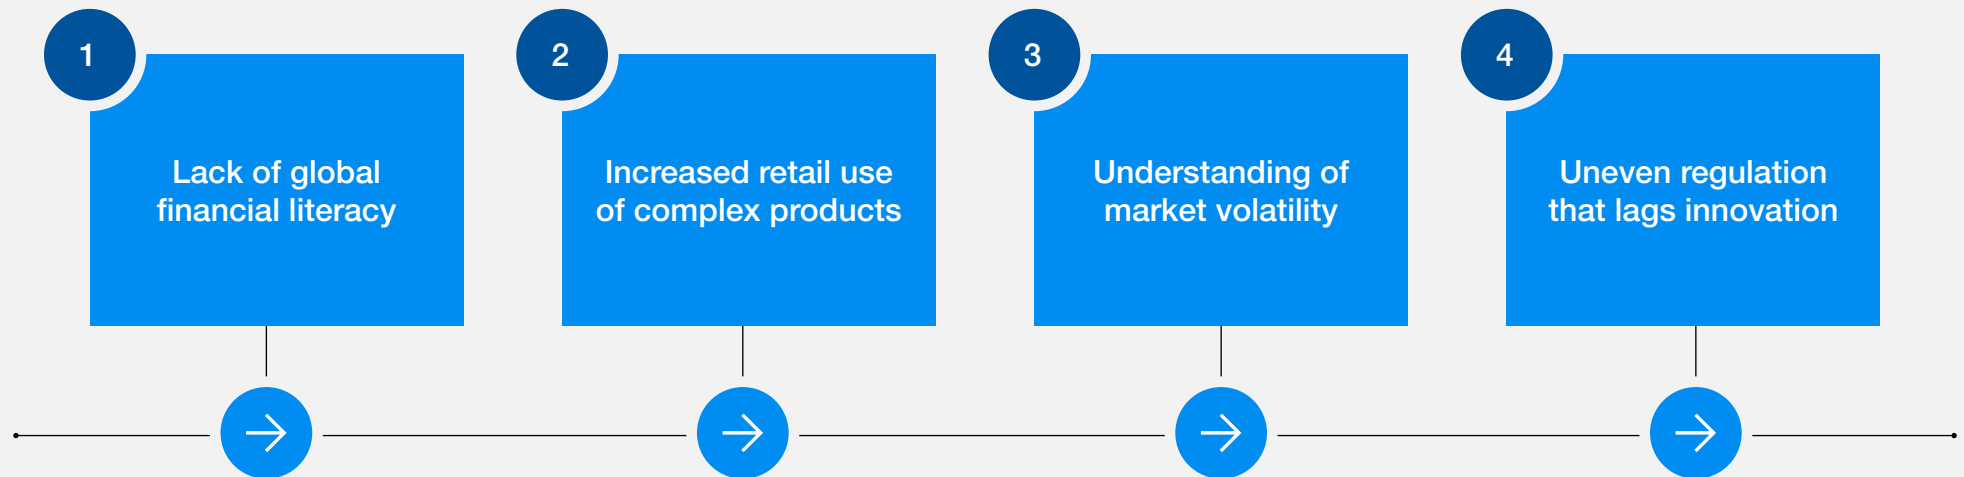 1
Lack of global
financial literacy
2
Increased retail use
of complex products
3
Understanding of
market volatility
4
Uneven regulation
that lags innovation